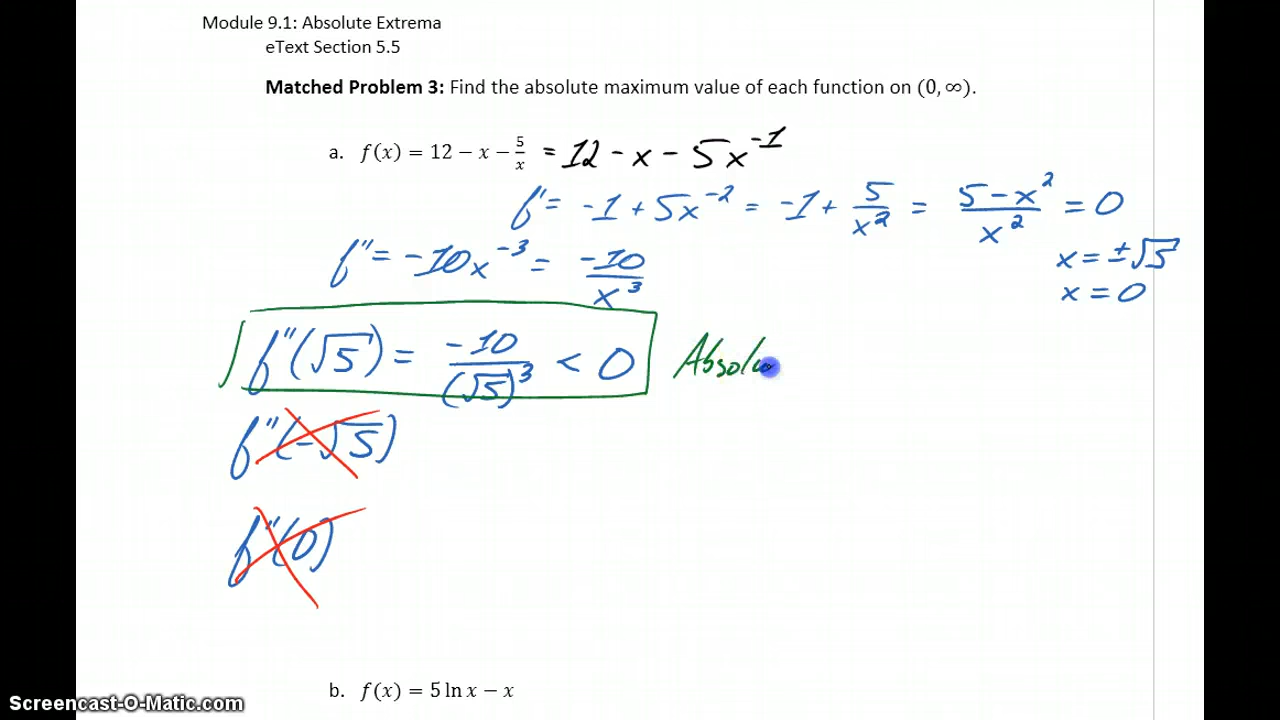 Module 9.1: Absolute Extrema
eText Section 5.5
Matched Problem 3: Find the absolute maximum value of each function on (0, ∞).
a. f(x) = 12 − x − 5/x = 12 - x - 5x⁻¹
f' = -1 + 5x⁻² = -1 + 5/x² = (5-x²)/x² = 0
x = ±√5
f'' = -10x⁻³ = -10/x³
x = 0
f''(√5) = -10/(√5)³ < 0 Absolu
f''(-√5)
f''(0)
b. f(x) = 5 ln x − x
Screencast-O-Matic.com